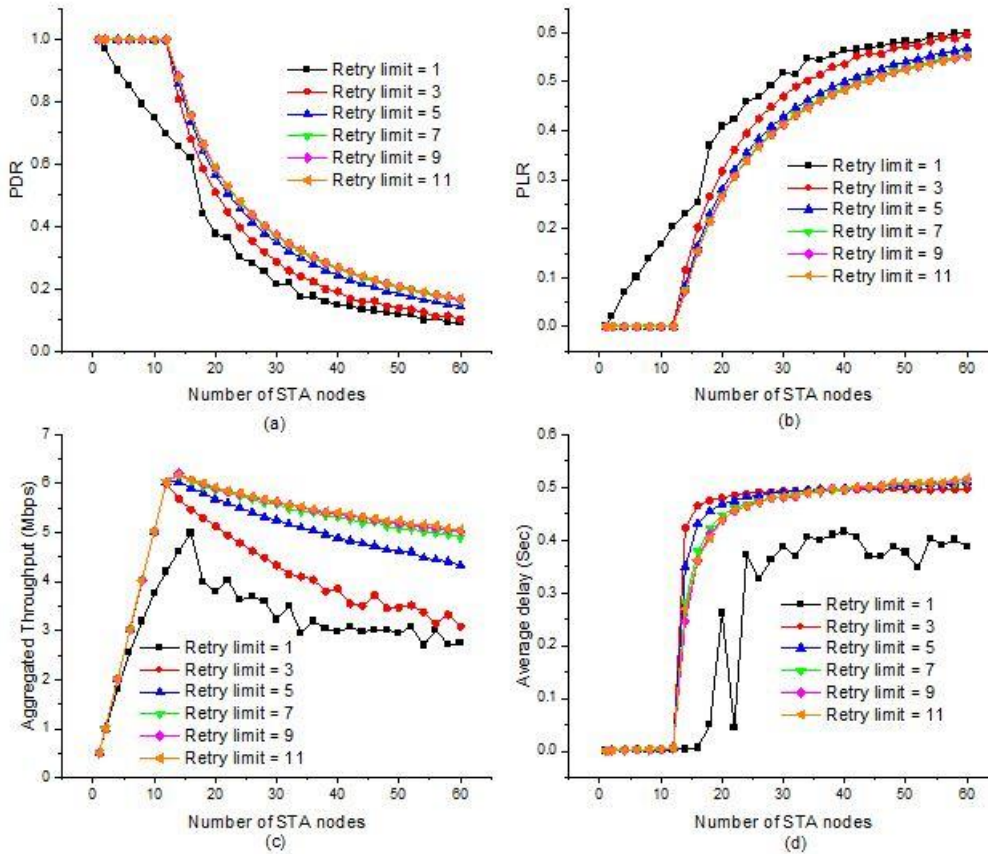 PDR
1.0
0.8
0.6
0.4
0.2
0.0
Retry limit = 1
Retry limit = 3
Retry limit = 5
Retry limit = 7
Retry limit = 9
Retry limit = 11
0 10 20 30 40 50 60
Number of STA nodes
(a)
PLR
0.6
0.5
0.4
0.3
0.2
0.1
0.0
Retry limit = 1
Retry limit = 3
Retry limit = 5
Retry limit = 7
Retry limit = 9
Retry limit = 11
0 10 20 30 40 50 60
Number of STA nodes
(b)
Aggregated Throughput (Mbps)
7
6
5
4
3
2
1
0
Retry limit = 1
Retry limit = 3
Retry limit = 5
Retry limit = 7
Retry limit = 9
Retry limit = 11
0 10 20 30 40 50 60
Number of STA nodes
(c)
Average delay (Sec)
0.6
0.5
0.4
0.3
0.2
0.1
0.0
Retry limit = 1
Retry limit = 3
Retry limit = 5
Retry limit = 7
Retry limit = 9
Retry limit = 11
0 10 20 30 40 50 60
Number of STA nodes
(d)